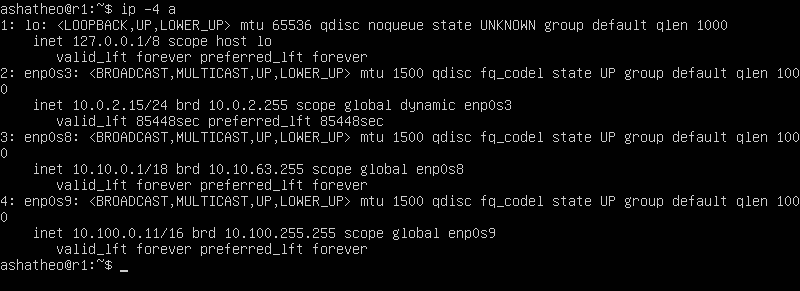 ashatheo@r1:~$ ip -4 a
1: lo: <LOOPBACK,UP,LOWER_UP> mtu 65536 qdisc noqueue state UNKNOWN group default qlen 1000
    inet 127.0.0.1/8 scope host lo
       valid_lft forever preferred_lft forever
2: enp0s3: <BROADCAST,MULTICAST,UP,LOWER_UP> mtu 1500 qdisc fq_codel state UP group default qlen 100
0
    inet 10.0.2.15/24 brd 10.0.2.255 scope global dynamic enp0s3
       valid_lft 85448sec preferred_lft 85448sec
3: enp0s8: <BROADCAST,MULTICAST,UP,LOWER_UP> mtu 1500 qdisc fq_codel state UP group default qlen 100
0
    inet 10.10.0.1/18 brd 10.10.63.255 scope global enp0s8
       valid_lft forever preferred_lft forever
4: enp0s9: <BROADCAST,MULTICAST,UP,LOWER_UP> mtu 1500 qdisc fq_codel state UP group default qlen 100
0
    inet 10.100.0.11/16 brd 10.100.255.255 scope global enp0s9
       valid_lft forever preferred_lft forever
ashatheo@r1:~$ _